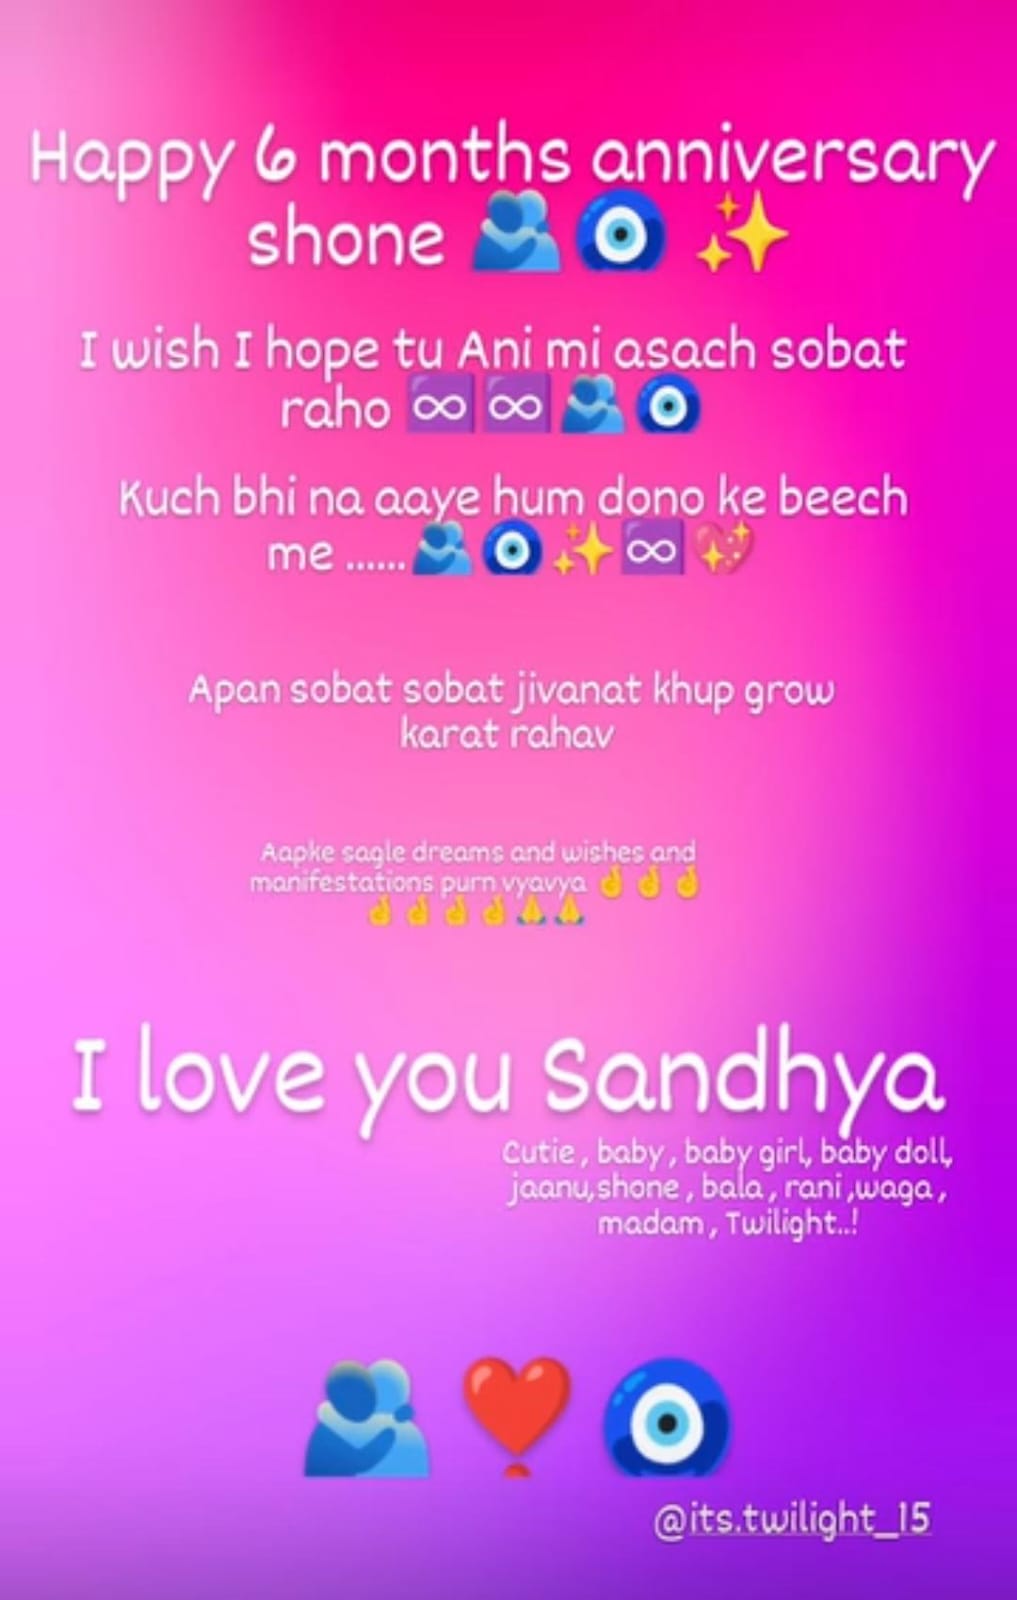 Happy 6 months anniversary
shone 🫂🧿 ✨
I wish I hope tu Ani mi asach sobat
raho ♾️♾️🫂🧿
Kuch bhi na aaye hum dono ke beech
me ......🫂🧿✨♾️💖
Apan sobat sobat jivanat khup grow
karat rahav
Aapke sagle dreams and wishes and
manifestations purn vyavya 🤞🤞🤞
🤞🤞🤞🤞🙏🙏
I love you Sandhya
Cutie , baby , baby girl, baby doll,
jaanu,shone , bala , rani ,waga ,
madam , Twilight..!
🫂 ❣️ 🧿
@its.twilight_15